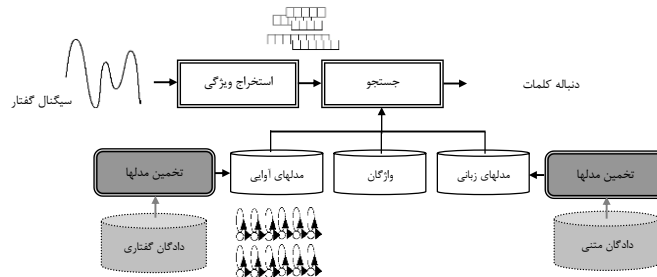 سیگنال گفتار
استخراج ویژگی
جستجو
دنباله کلمات
تخمین مدلها
مدلهای آوایی
واژگان
مدلهای زبانی
تخمین مدلها
دادگان گفتاری
دادگان متنی